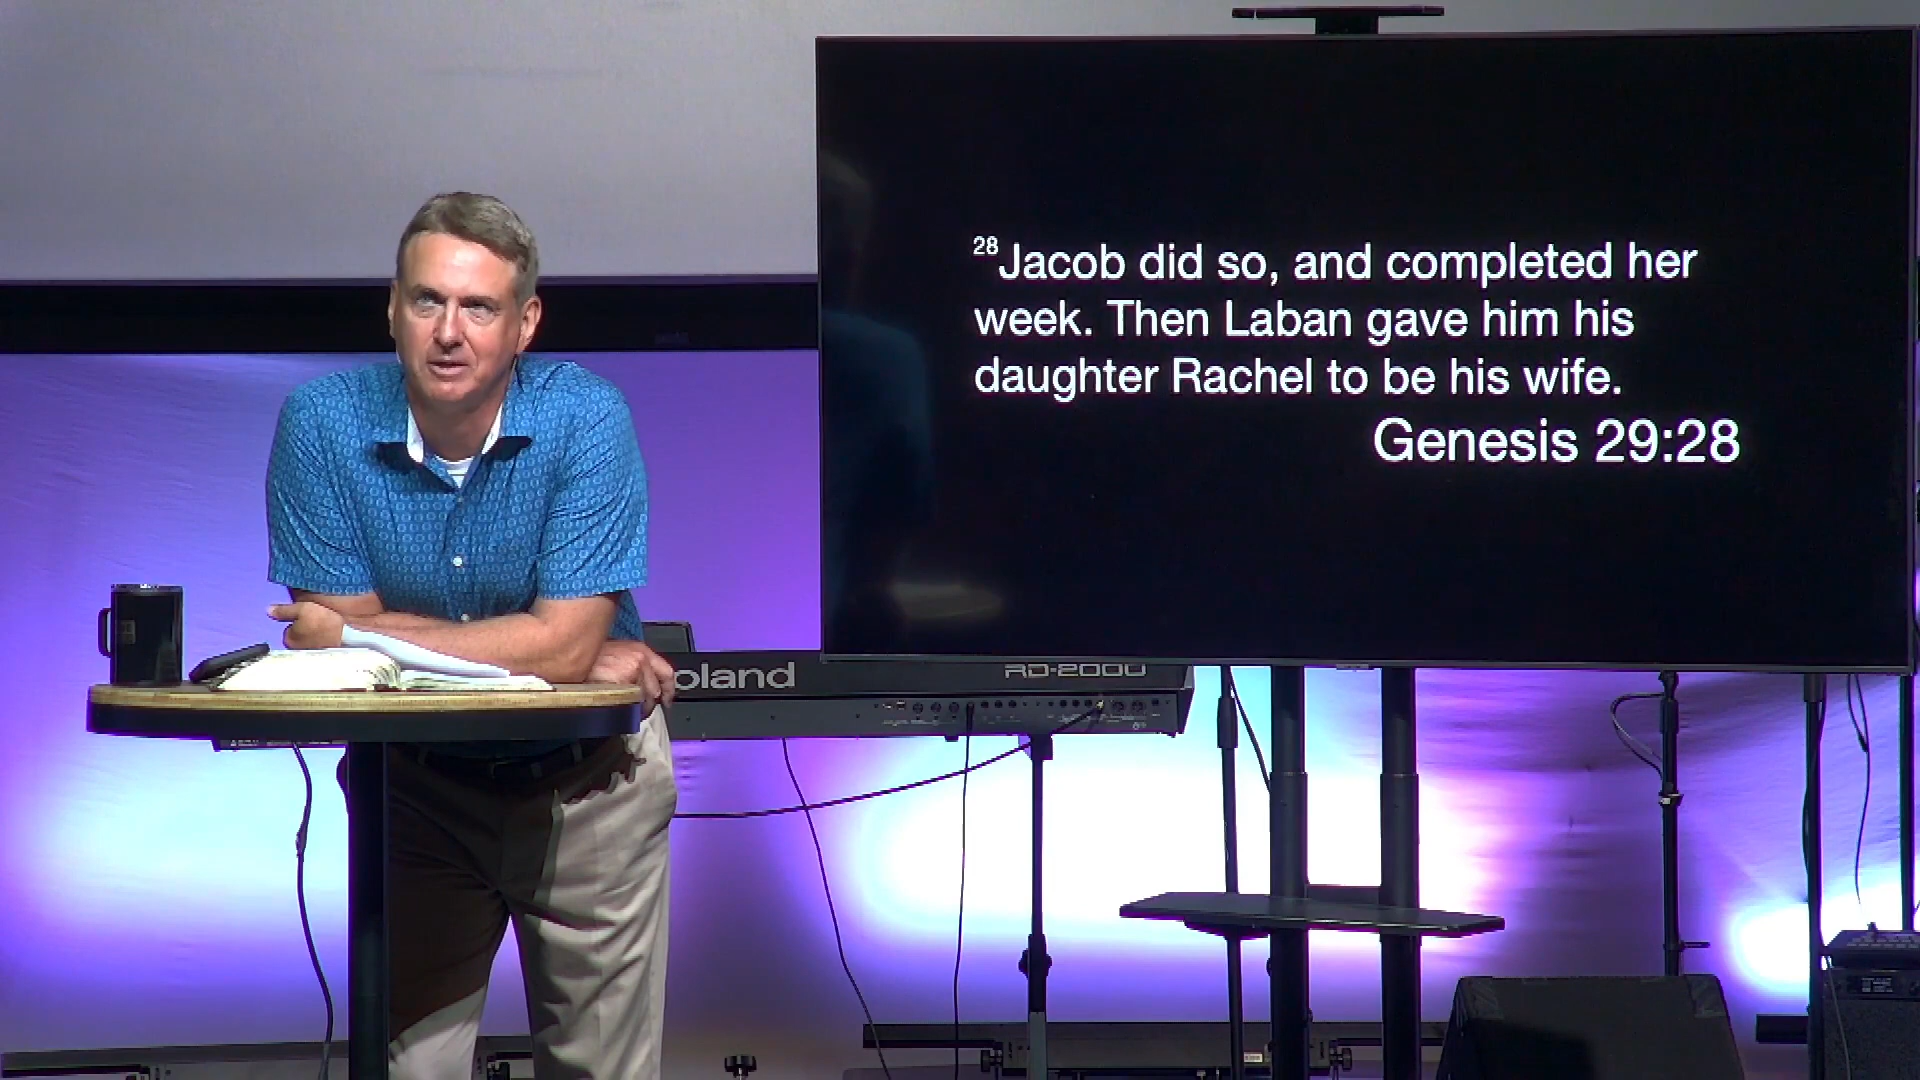 28Jacob did so, and completed her
week. Then Laban gave him his
daughter Rachel to be his wife.
Genesis 29:28
oland
RD-2000